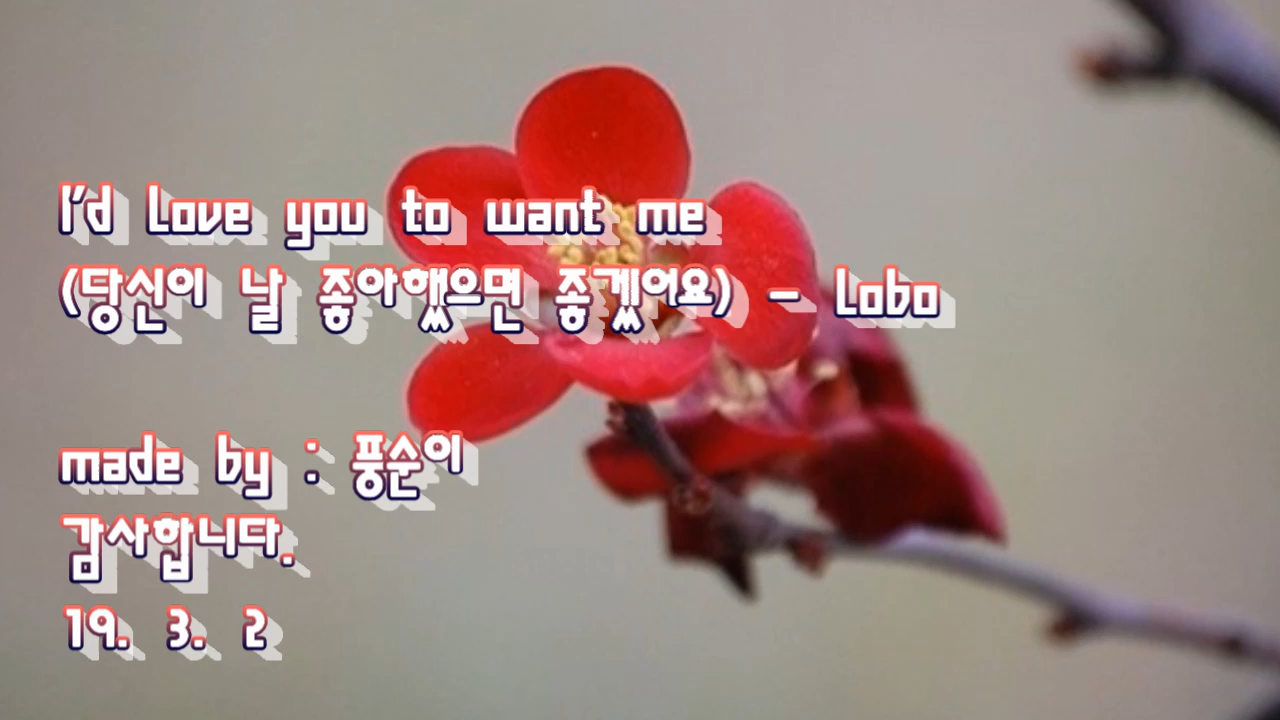 I'd love you to want me
(당신이 날 좋아했으면 좋겠어요) - Lobo
made by : 풍순이
감사합니다.
19. 3. 2